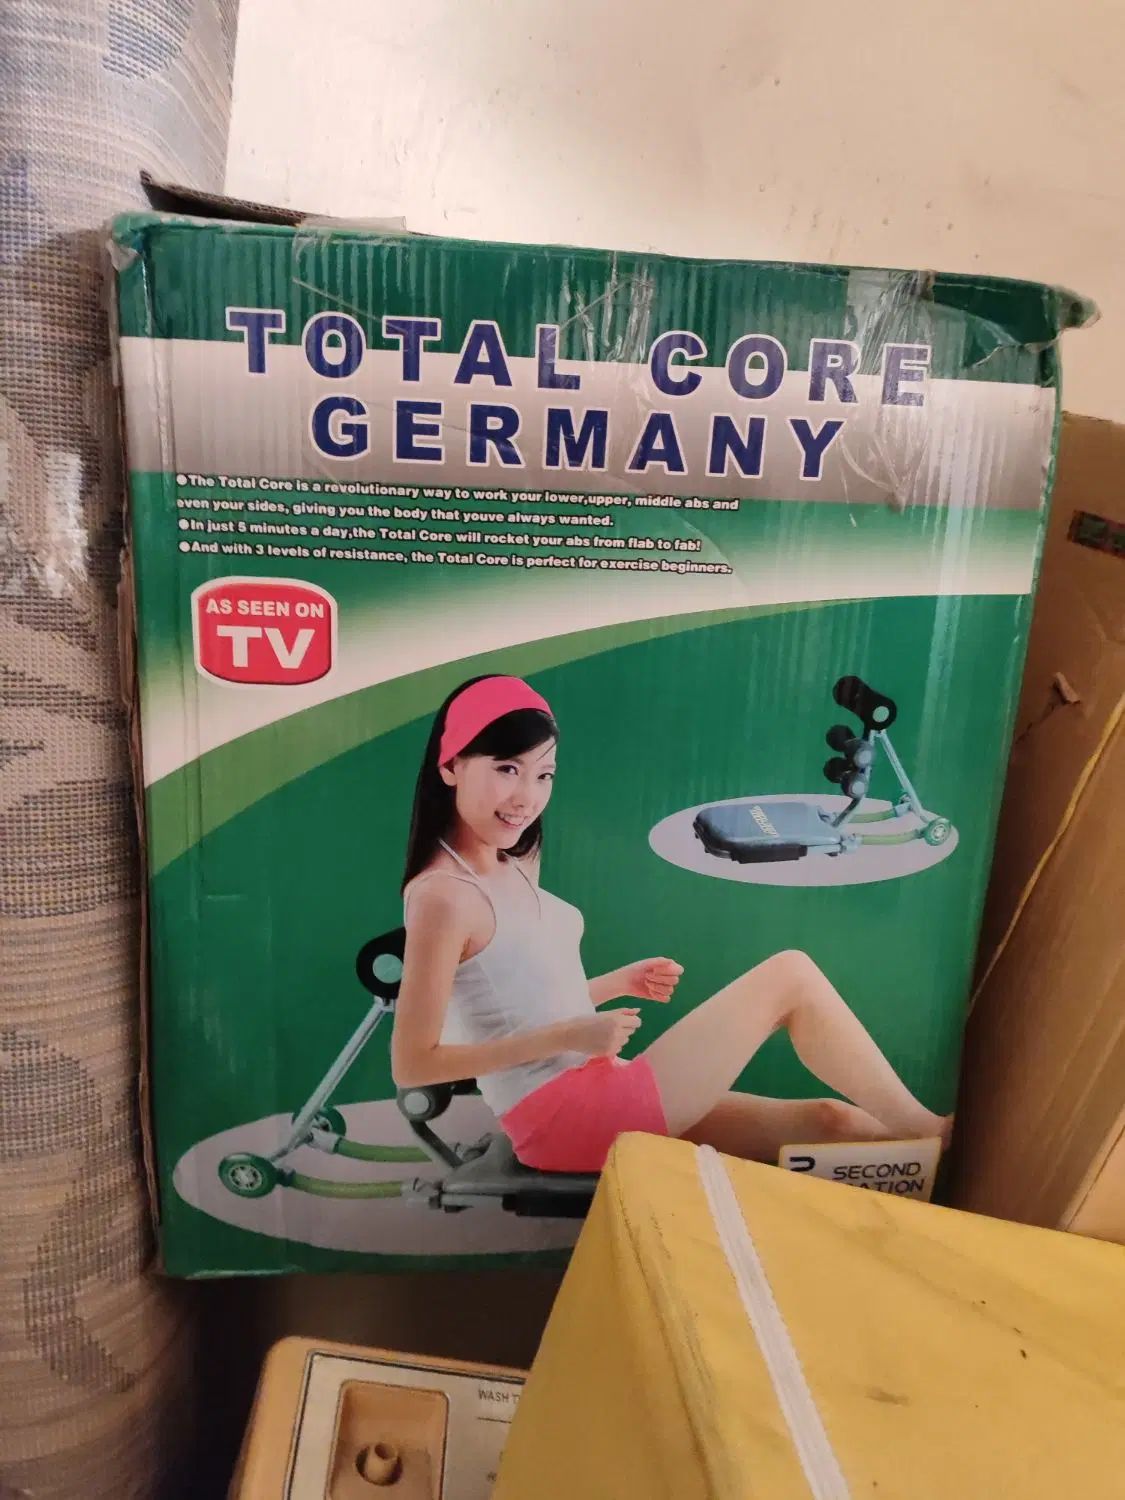 TOTAL CORE
GERMANY
●The Total Core is a revolutionary way to work your lower,upper, middle abs and
even your sides, giving you the body that youve always wanted.
●In just 5 minutes a day,the Total Core will rocket your abs from flab to fab!
●And with 3 levels of resistance, the Total Core is perfect for exercise beginners.
AS SEEN ON
TV
SECOND
WASH